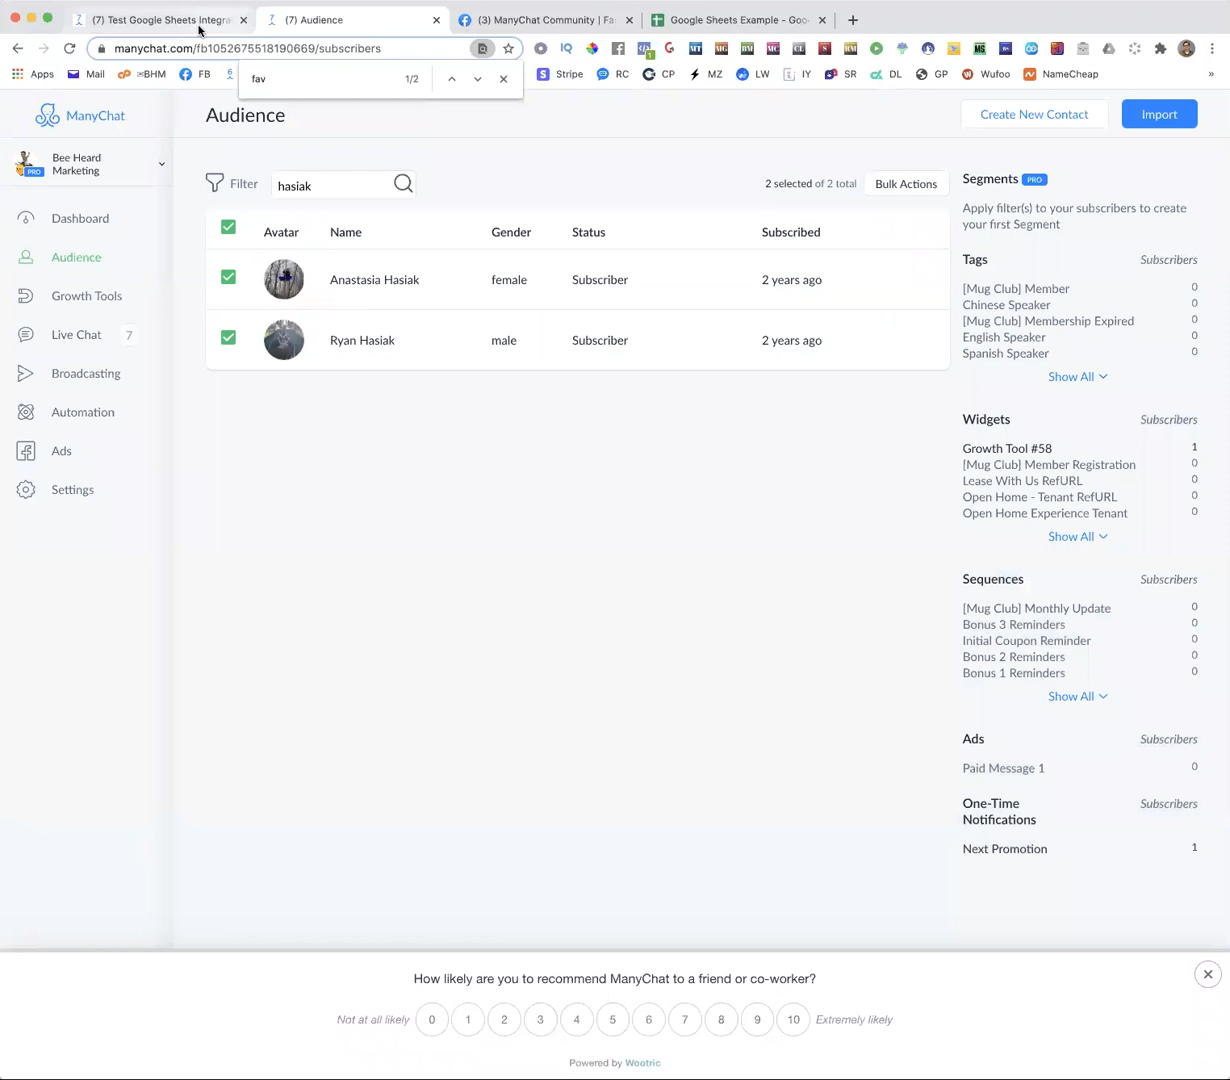 (7) Test Google Sheets Integra
(7) Audience
(3) ManyChat Community | Fa
Google Sheets Example - Goo
manychat.com/fb1052675518190669/subscribers
Apps
Mail
BHM
FB
fav
1/2
Stripe
RC
CP
MZ
LW
IY
SR
DL
GP
Wufoo
NameCheap
»
ManyChat
Audience
Create New Contact
Import
Bee Heard
Marketing
PRO
Dashboard
Audience
Growth Tools
Live Chat
7
Broadcasting
Automation
Ads
Settings
Filter
hasiak
2 selected of 2 total
Bulk Actions
Avatar Name Gender Status Subscribed
Anastasia Hasiak female Subscriber 2 years ago
Ryan Hasiak male Subscriber 2 years ago
Segments PRO
Apply filter(s) to your subscribers to create
your first Segment
Tags Subscribers
[Mug Club] Member 0
Chinese Speaker 0
[Mug Club] Membership Expired 0
English Speaker 0
Spanish Speaker 0
Show All
Widgets Subscribers
Growth Tool #58 1
[Mug Club] Member Registration 0
Lease With Us RefURL 0
Open Home - Tenant RefURL 0
Open Home Experience Tenant 0
Show All
Sequences Subscribers
[Mug Club] Monthly Update 0
Bonus 3 Reminders 0
Initial Coupon Reminder 0
Bonus 2 Reminders 0
Bonus 1 Reminders 0
Show All
Ads Subscribers
Paid Message 1 0
One-Time Subscribers
Notifications
Next Promotion 1
How likely are you to recommend ManyChat to a friend or co-worker?
Not at all likely 0 1 2 3 4 5 6 7 8 9 10 Extremely likely
Powered by Wootric